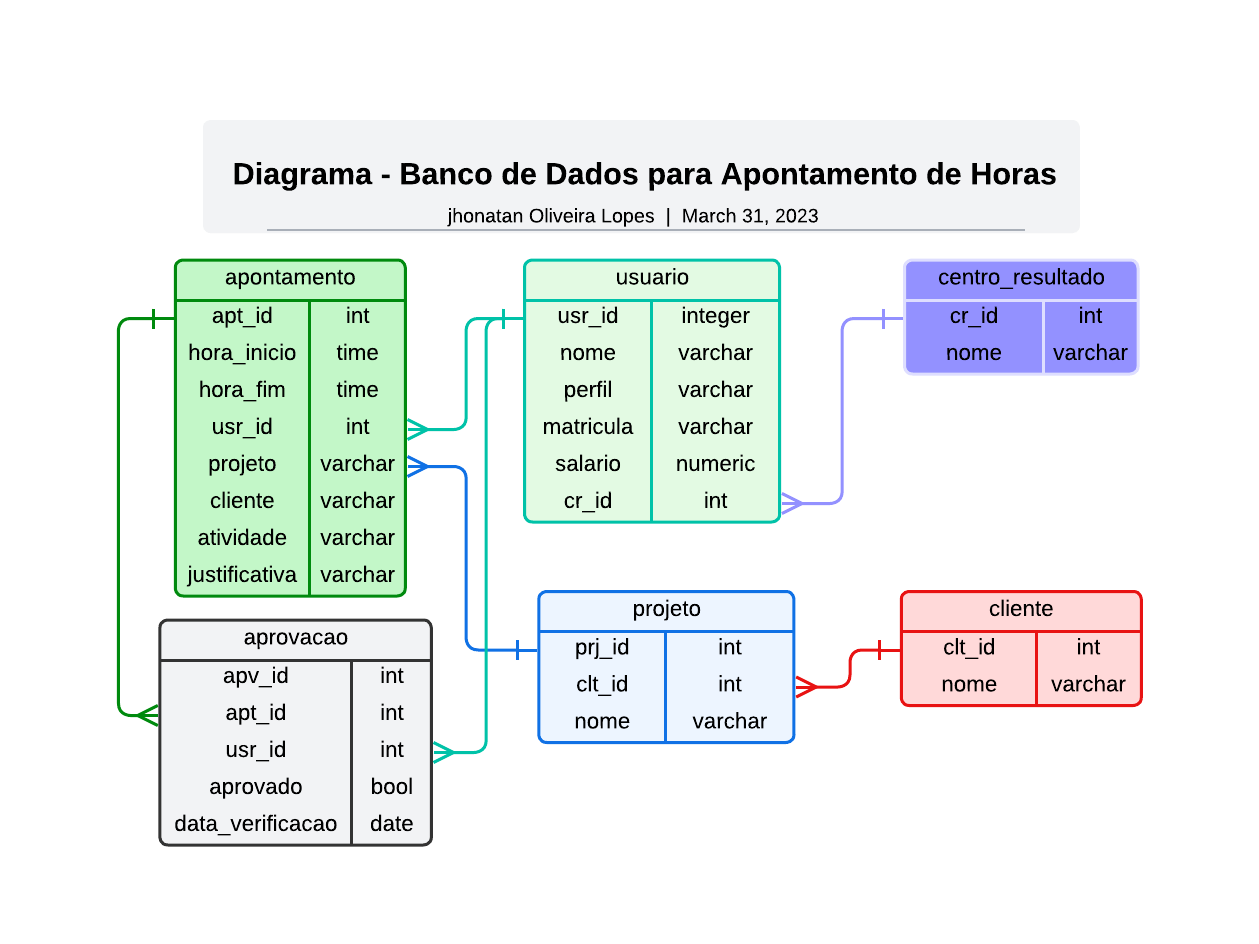 Diagrama - Banco de Dados para Apontamento de Horas
jhonatan Oliveira Lopes | March 31, 2023
apontamento
apt_id int
hora_inicio time
hora_fim time
usr_id int
projeto varchar
cliente varchar
atividade varchar
justificativa varchar
usuario
usr_id integer
nome varchar
perfil varchar
matricula varchar
salario numeric
cr_id int
centro_resultado
cr_id int
nome varchar
aprovacao
apv_id int
apt_id int
usr_id int
aprovado bool
data_verificacao date
projeto
prj_id int
clt_id int
nome varchar
cliente
clt_id int
nome varchar